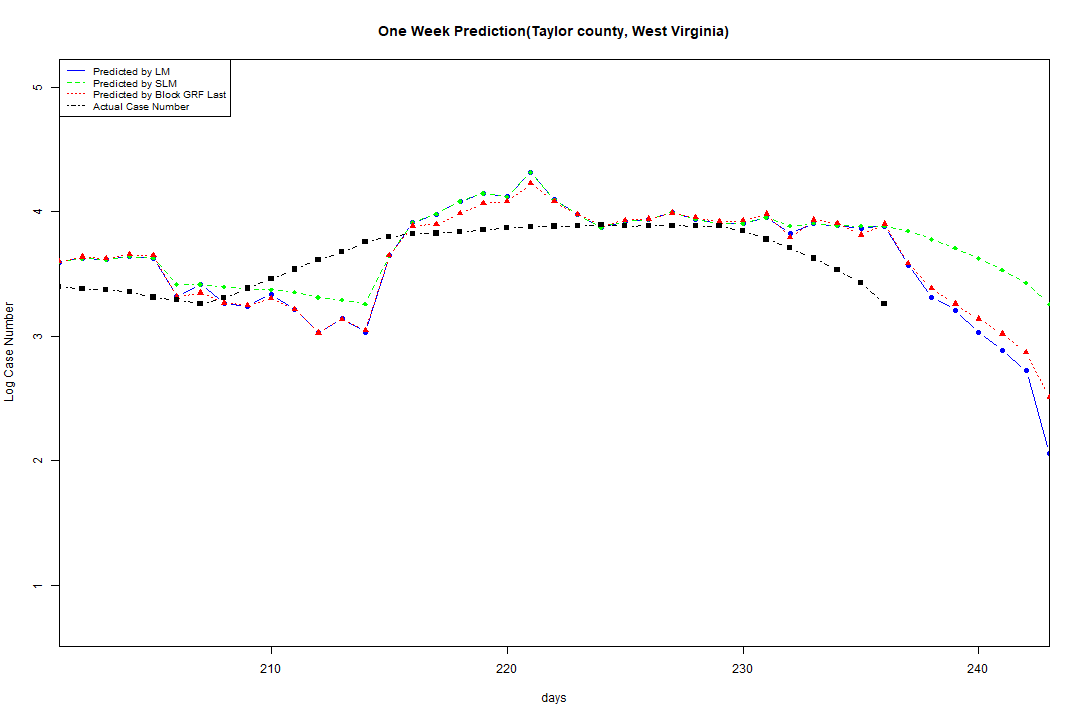 One Week Prediction(Taylor county, West Virginia)
Predicted by LM
Predicted by SLM
Predicted by Block GRF Last
Actual Case Number
5
4
3
2
1
Log Case Number
210 220 230 240
days